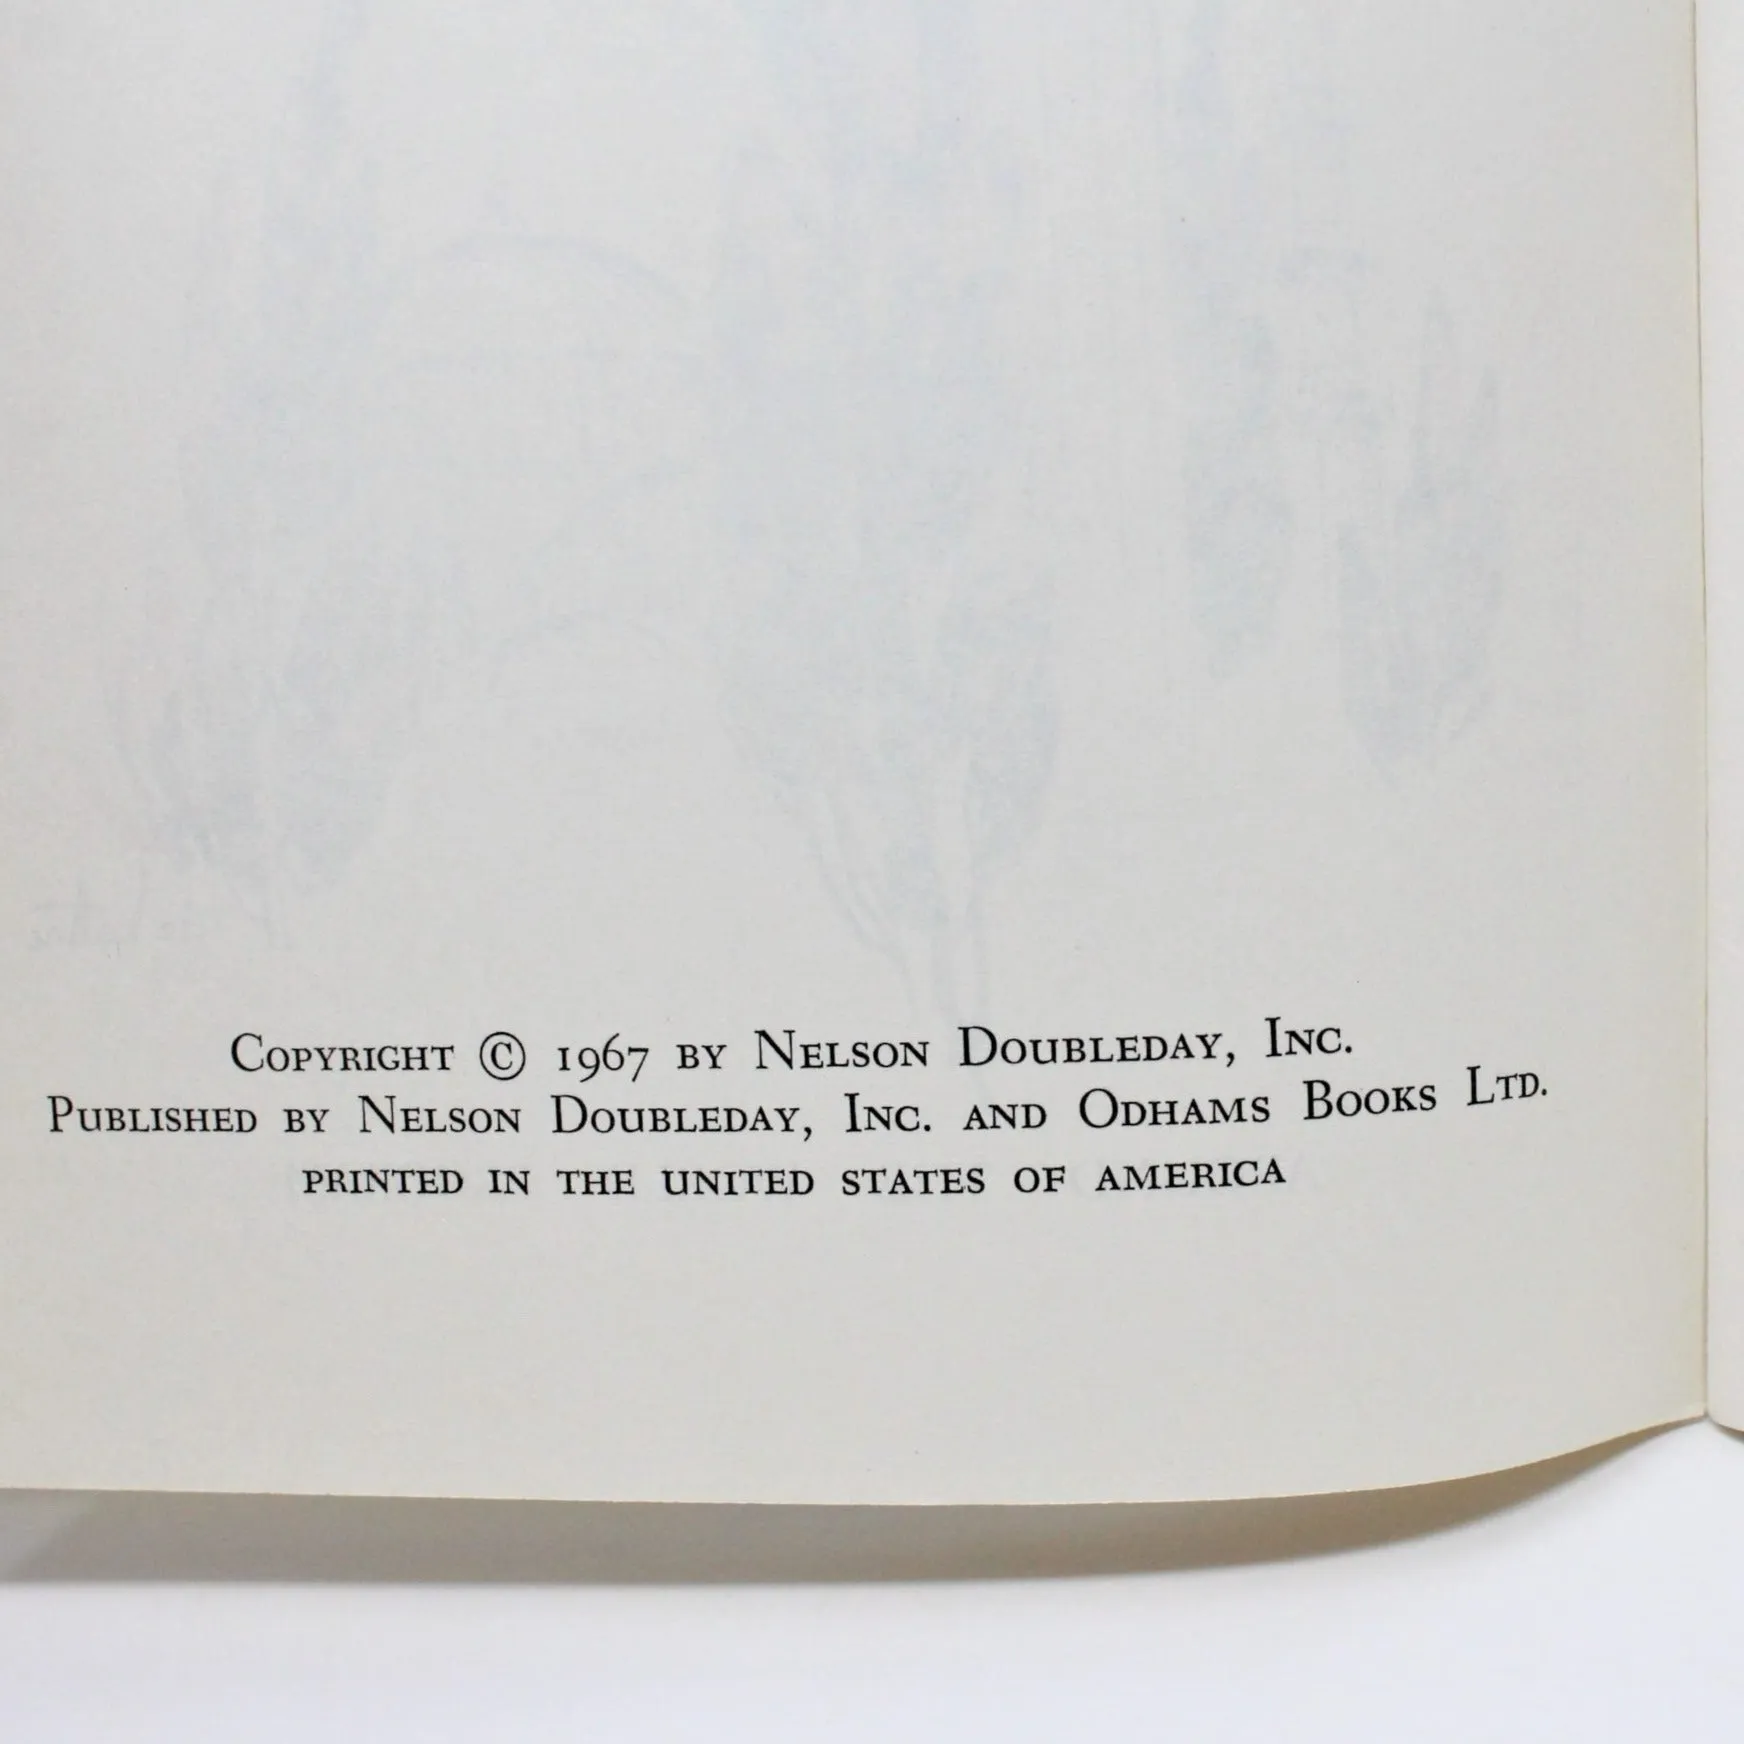 Copyright © 1967 by Nelson Doubleday, Inc.
Published by Nelson Doubleday, Inc. and Odhams Books Ltd.
PRINTED IN THE UNITED STATES OF AMERICA